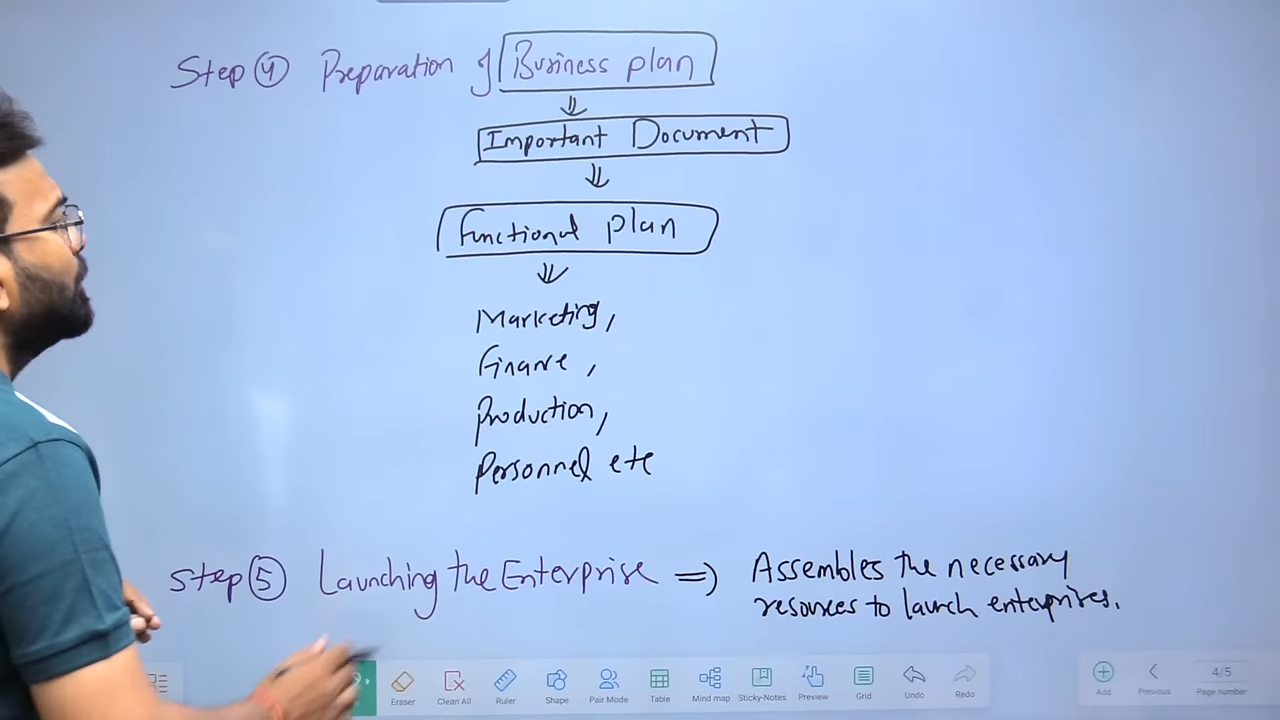 Step ④ Preparation of Business plan
Important Document
Functional plan
Marketing,
Finance,
Production,
Personnel etc
Step ⑤ Launching the Enterprise ⇒ Assembles the necessary
resources to launch enterprises.
Eraser Clean All Ruler Shape Pair Mode Table Mind map Sticky-Notes Preview Grid Undo Redo Add Previous 4/5 Page number